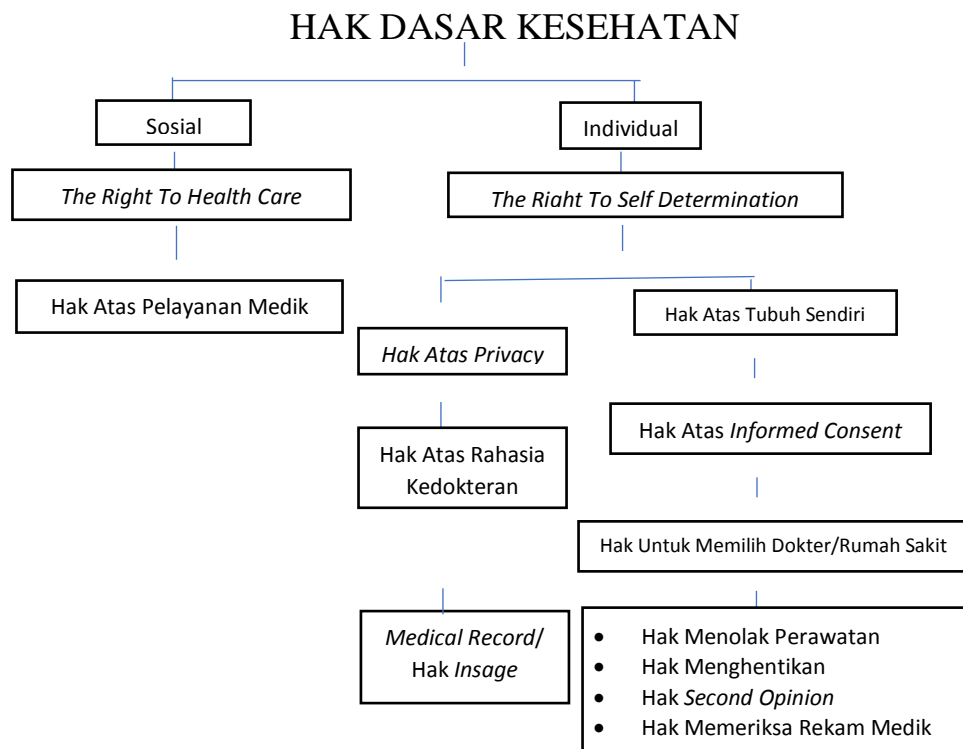 HAK DASAR KESEHATAN
Sosial
Individual
The Right To Health Care
The Riaht To Self Determination
Hak Atas Pelayanan Medik
Hak Atas Tubuh Sendiri
Hak Atas Privacy
Hak Atas Informed Consent
Hak Atas Rahasia
Kedokteran
Hak Untuk Memilih Dokter/Rumah Sakit
Medical Record/
Hak Insage
• Hak Menolak Perawatan
• Hak Menghentikan
• Hak Second Opinion
• Hak Memeriksa Rekam Medik